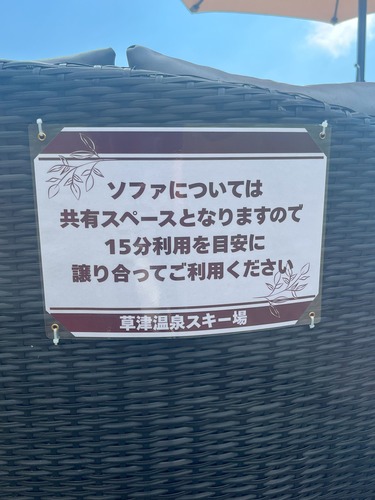 ソファについては
共有スペースとなりますので
15分利用を目安に
譲り合ってご利用ください
草津温泉スキー場